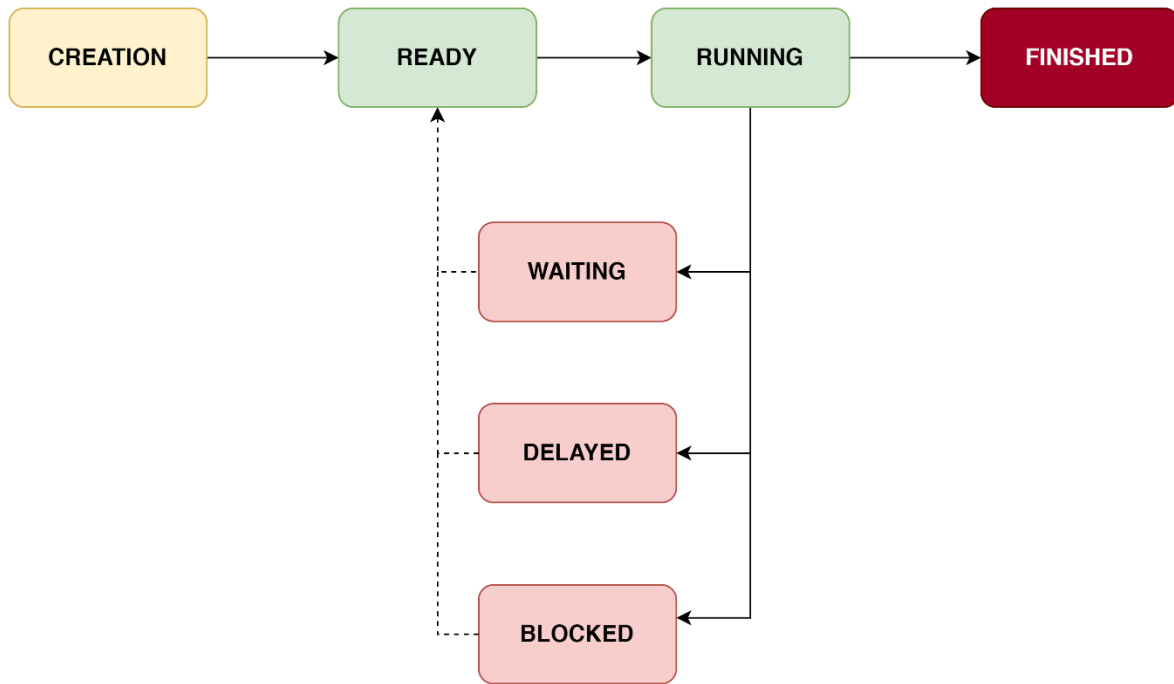 CREATION
READY
RUNNING
FINISHED
WAITING
DELAYED
BLOCKED